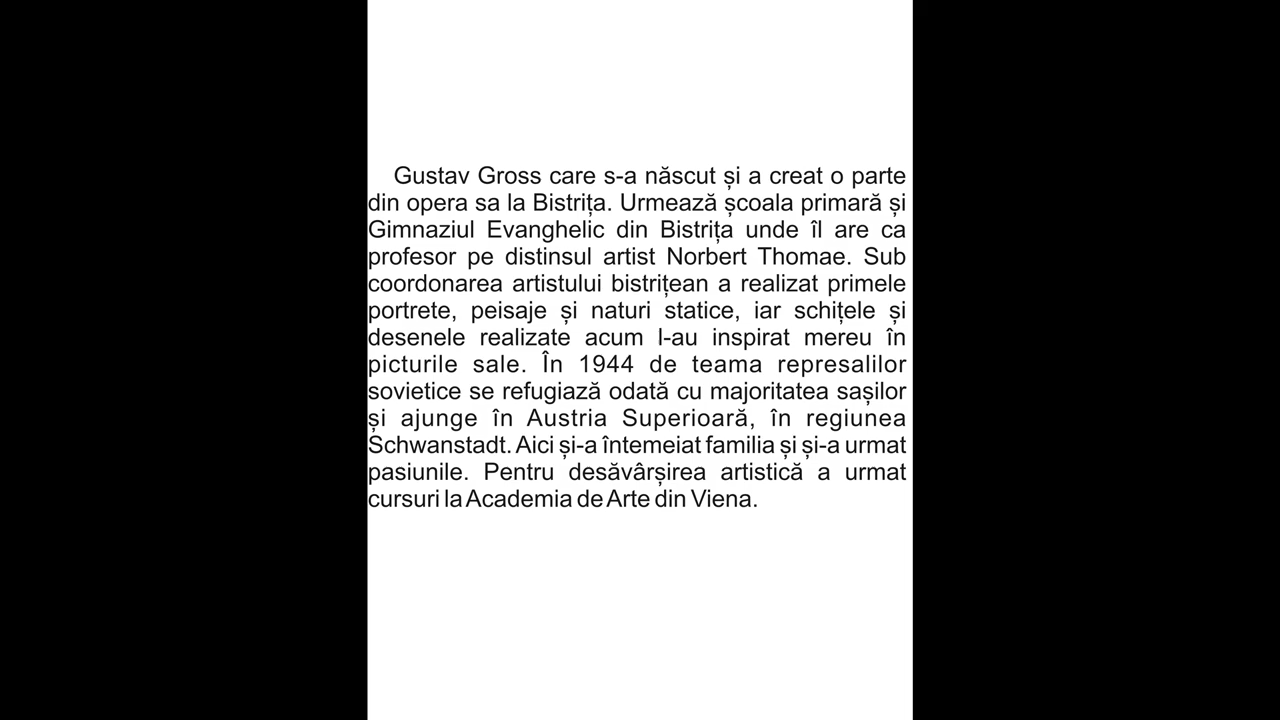 Gustav Gross care s-a născut și a creat o parte
din opera sa la Bistrița. Urmează școala primară și
Gimnaziul Evanghelic din Bistrița unde îl are ca
profesor pe distinsul artist Norbert Thomae. Sub
coordonarea artistului bistrițean a realizat primele
portrete, peisaje și naturi statice, iar schițele și
desenele realizate acum l-au inspirat mereu în
picturile sale. În 1944 de teama represalilor
sovietice se refugiază odată cu majoritatea sașilor
și ajunge în Austria Superioară, în regiunea
Schwanstadt. Aici și-a întemeiat familia și și-a urmat
pasiunile. Pentru desăvârșirea artistică a urmat
cursuri la Academia de Arte din Viena.